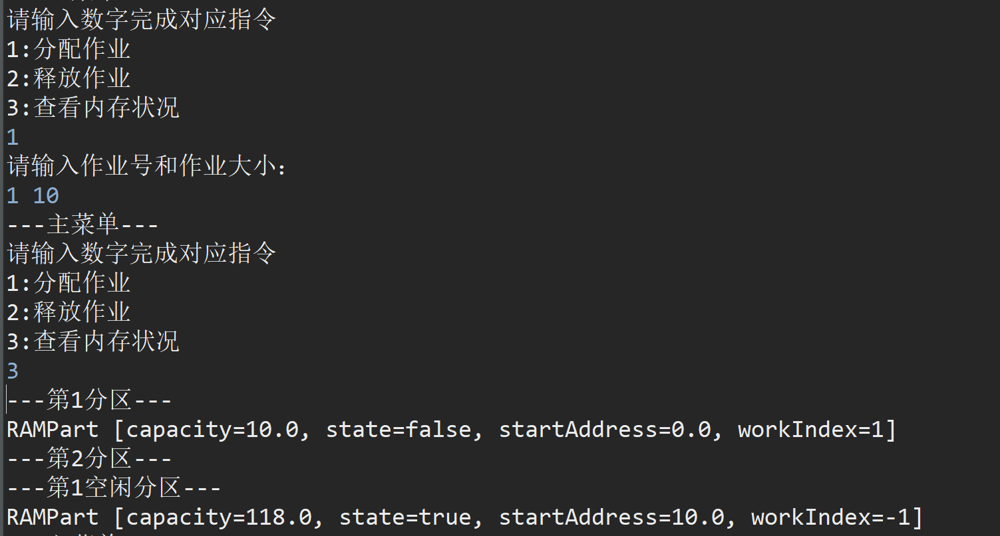 请输入数字完成对应指令
1:分配作业
2:释放作业
3:查看内存状况
1
请输入作业号和作业大小:
1 10
---主菜单---
请输入数字完成对应指令
1:分配作业
2:释放作业
3:查看内存状况
3
---第1分区---
RAMPart [capacity=10.0, state=false, startAddress=0.0, workIndex=1]
---第2分区---
---第1空闲分区---
RAMPart [capacity=118.0, state=true, startAddress=10.0, workIndex=-1]